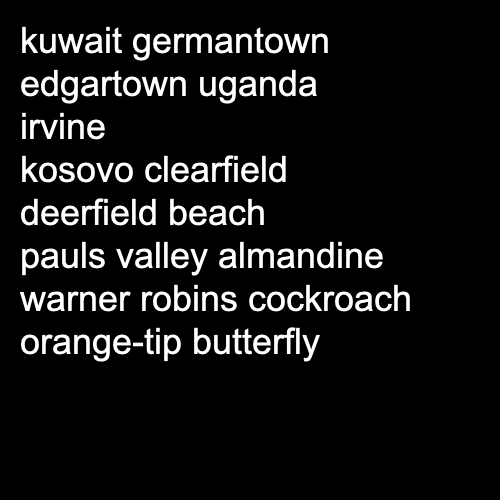 kuwait germantown
edgartown uganda
irvine
kosovo clearfield
deerfield beach
pauls valley almandine
warner robins cockroach
orange-tip butterfly